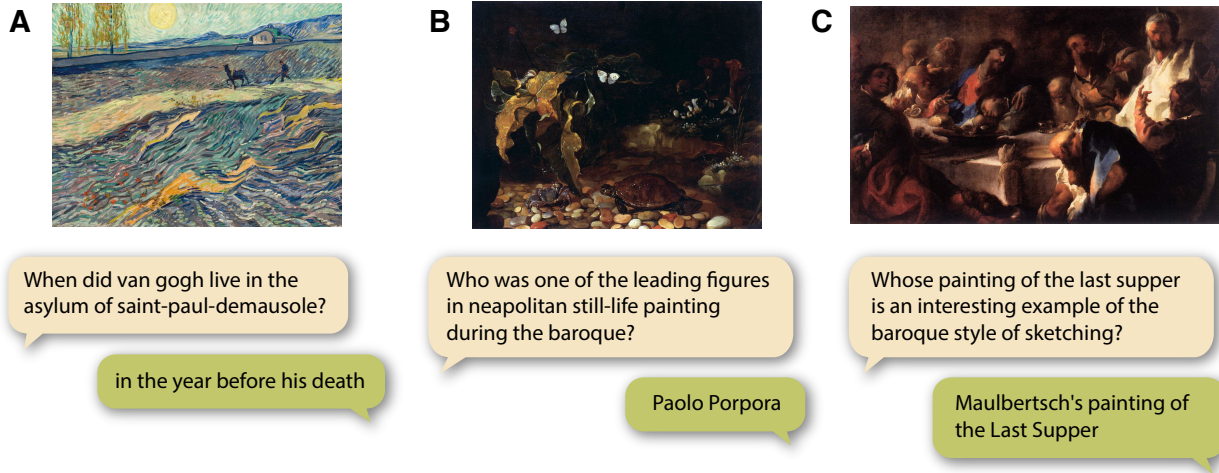 A
B
C
When did van gogh live in the
asylum of saint-paul-demausole?
in the year before his death
Who was one of the leading figures
in neapolitan still-life painting
during the baroque?
Paolo Porpora
Whose painting of the last supper
is an interesting example of the
baroque style of sketching?
Maulbertsch's painting of
the Last Supper